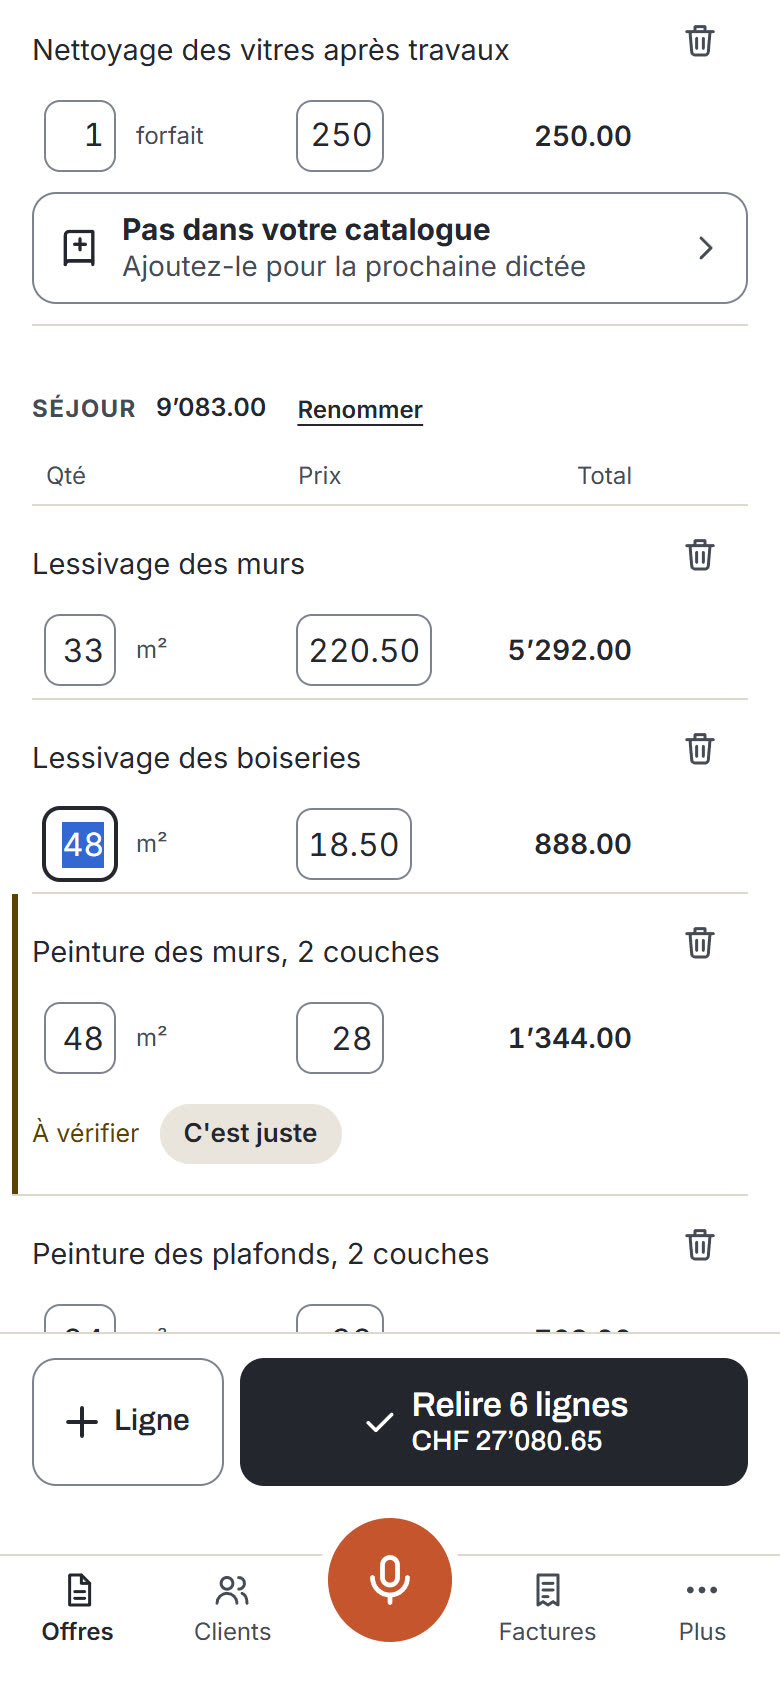 Nettoyage des vitres après travaux
1 forfait 250 250.00
Pas dans votre catalogue
Ajoutez-le pour la prochaine dictée
SÉJOUR 9’083.00 Renommer
Qté Prix Total
Lessivage des murs
33 m² 220.50 5’292.00
Lessivage des boiseries
48 m² 18.50 888.00
Peinture des murs, 2 couches
48 m² 28 1’344.00
À vérifier C'est juste
Peinture des plafonds, 2 couches
Ligne
Relire 6 lignes
CHF 27’080.65
Offres Clients Factures Plus